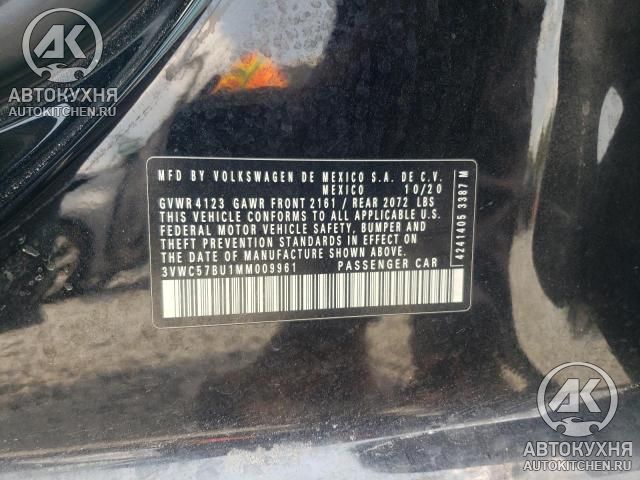 АК
АВТОКУХНЯ
AUTOKITCHEN.RU
MFD BY VOLKSWAGEN DE MEXICO S.A. DE C.V.
MEXICO 10/20
GVWR 4123 GAWR FRONT 2161 / REAR 2072 LBS
THIS VEHICLE CONFORMS TO ALL APPLICABLE U.S.
FEDERAL MOTOR VEHICLE SAFETY, BUMPER AND
THEFT PREVENTION STANDARDS IN EFFECT ON THE
DATE OF MANUFACTURE SHOWN ABOVE.
3VWC57BU1MM009961 PASSENGER CAR
4241405 3387 M
АК
АВТОКУХНЯ
AUTOKITCHEN.RU